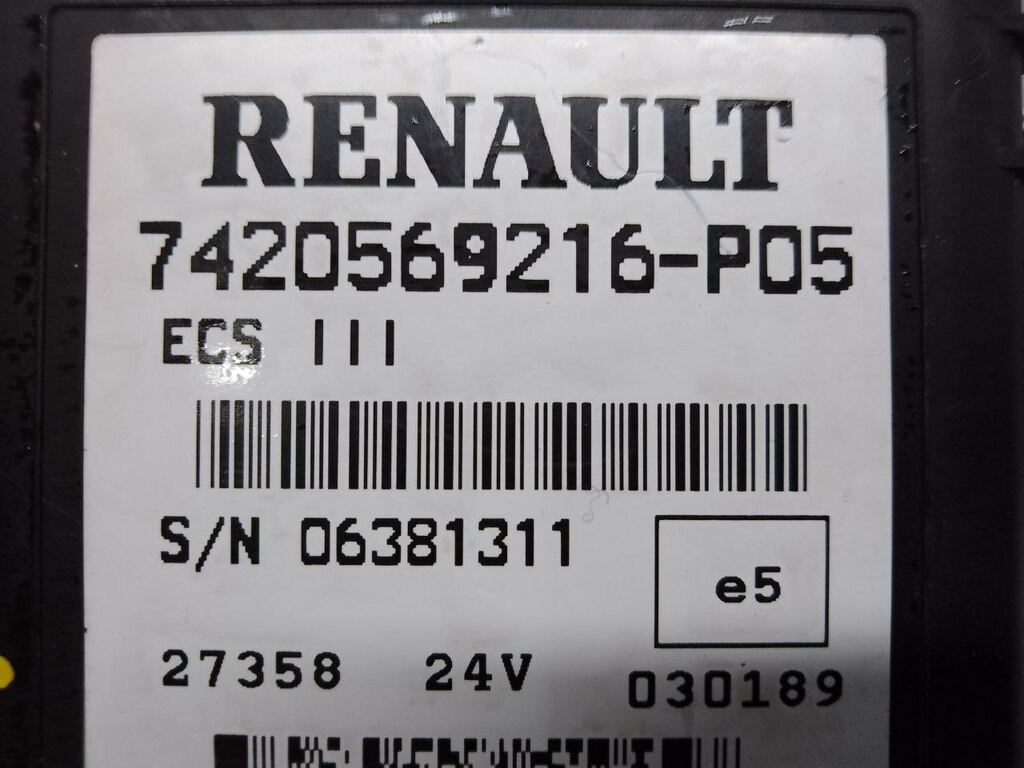 RENAULT
7420569216-P05
ECS III
S/N 06381311
e5
27358 24V
030189